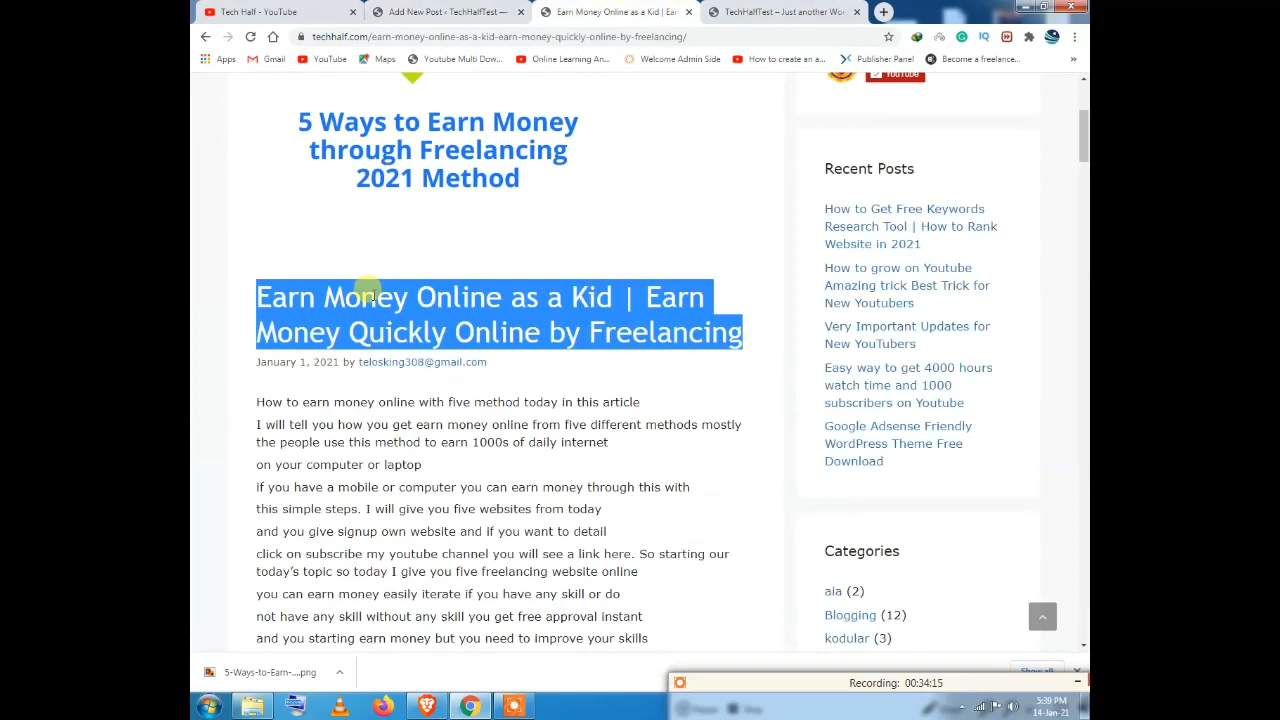 Tech Half - YouTube
Add New Post ‹ TechHalfTest —
Earn Money Online as a Kid | Ear
TechHalfTest – Just another Wor
techhalf.com/earn-money-online-as-a-kid-earn-money-quickly-online-by-freelancing/
Apps
Gmail
YouTube
Maps
Youtube Multi Dow...
Online Learning An...
Welcome Admin Side
How to create an a...
Publisher Panel
Become a freelance...
YouTube
5 Ways to Earn Money
through Freelancing
2021 Method
Earn Money Online as a Kid | Earn
Money Quickly Online by Freelancing
January 1, 2021 by telosking308@gmail.com
How to earn money online with five method today in this article
I will tell you how you get earn money online from five different methods mostly
the people use this method to earn 1000s of daily internet
on your computer or laptop
if you have a mobile or computer you can earn money through this with
this simple steps. I will give you five websites from today
and you give signup own website and if you want to detail
click on subscribe my youtube channel you will see a link here. So starting our
today's topic so today I give you five freelancing website online
you can earn money easily iterate if you have any skill or do
not have any skill without any skill you get free approval instant
and you starting earn money but you need to improve your skills
Recent Posts
How to Get Free Keywords
Research Tool | How to Rank
Website in 2021
How to grow on Youtube
Amazing trick Best Trick for
New Youtubers
Very Important Updates for
New YouTubers
Easy way to get 4000 hours
watch time and 1000
subscribers on Youtube
Google Adsense Friendly
WordPress Theme Free
Download
Categories
aia (2)
Blogging (12)
kodular (3)
5-Ways-to-Earn-....png
Show all
Recording: 00:34:15
5:39 PM
14-Jan-21